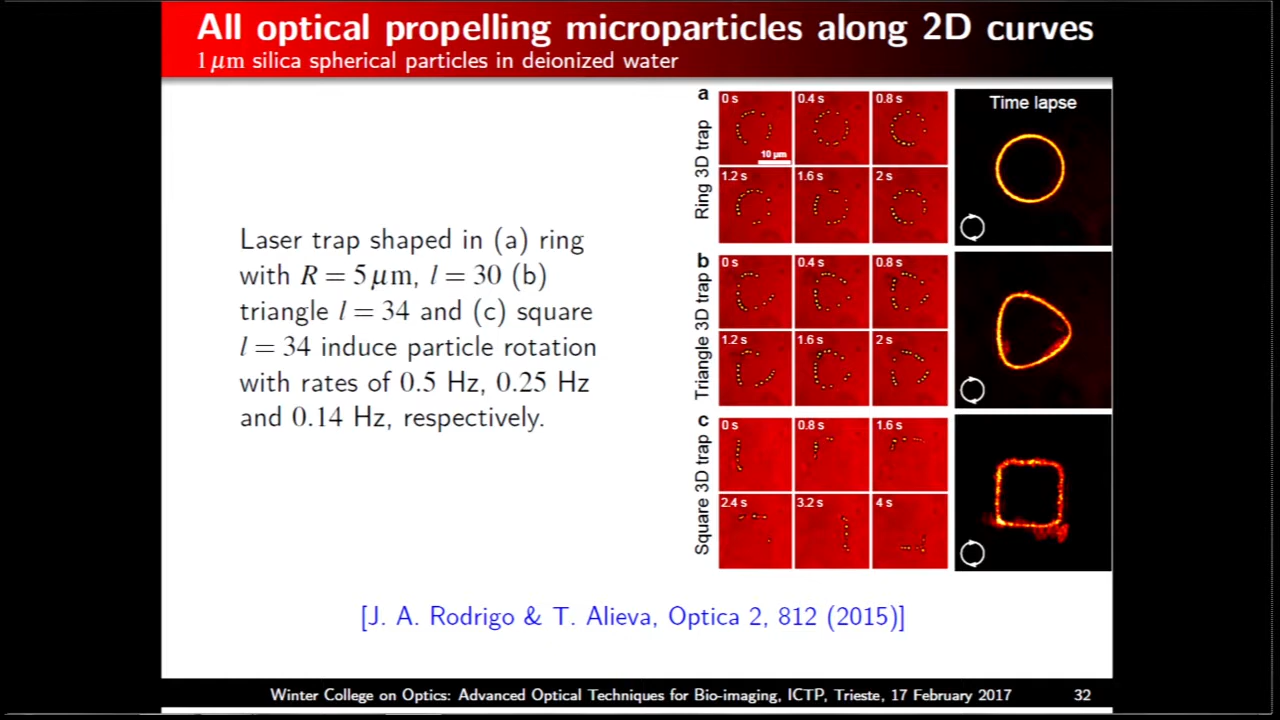 All optical propelling microparticles along 2D curves
1 μm silica spherical particles in deionized water
Laser trap shaped in (a) ring
with R = 5 μm, l = 30 (b)
triangle l = 34 and (c) square
l = 34 induce particle rotation
with rates of 0.5 Hz, 0.25 Hz
and 0.14 Hz, respectively.
a
Ring 3D trap
0 s
0.4 s
0.8 s
10 μm
1.2 s
1.6 s
2 s
Time lapse
b
Triangle 3D trap
0 s
0.4 s
0.8 s
1.2 s
1.6 s
2 s
c
Square 3D trap
0 s
0.8 s
1.6 s
2.4 s
3.2 s
4 s
[J. A. Rodrigo & T. Alieva, Optica 2, 812 (2015)]
Winter College on Optics: Advanced Optical Techniques for Bio-imaging, ICTP, Trieste, 17 February 2017
32